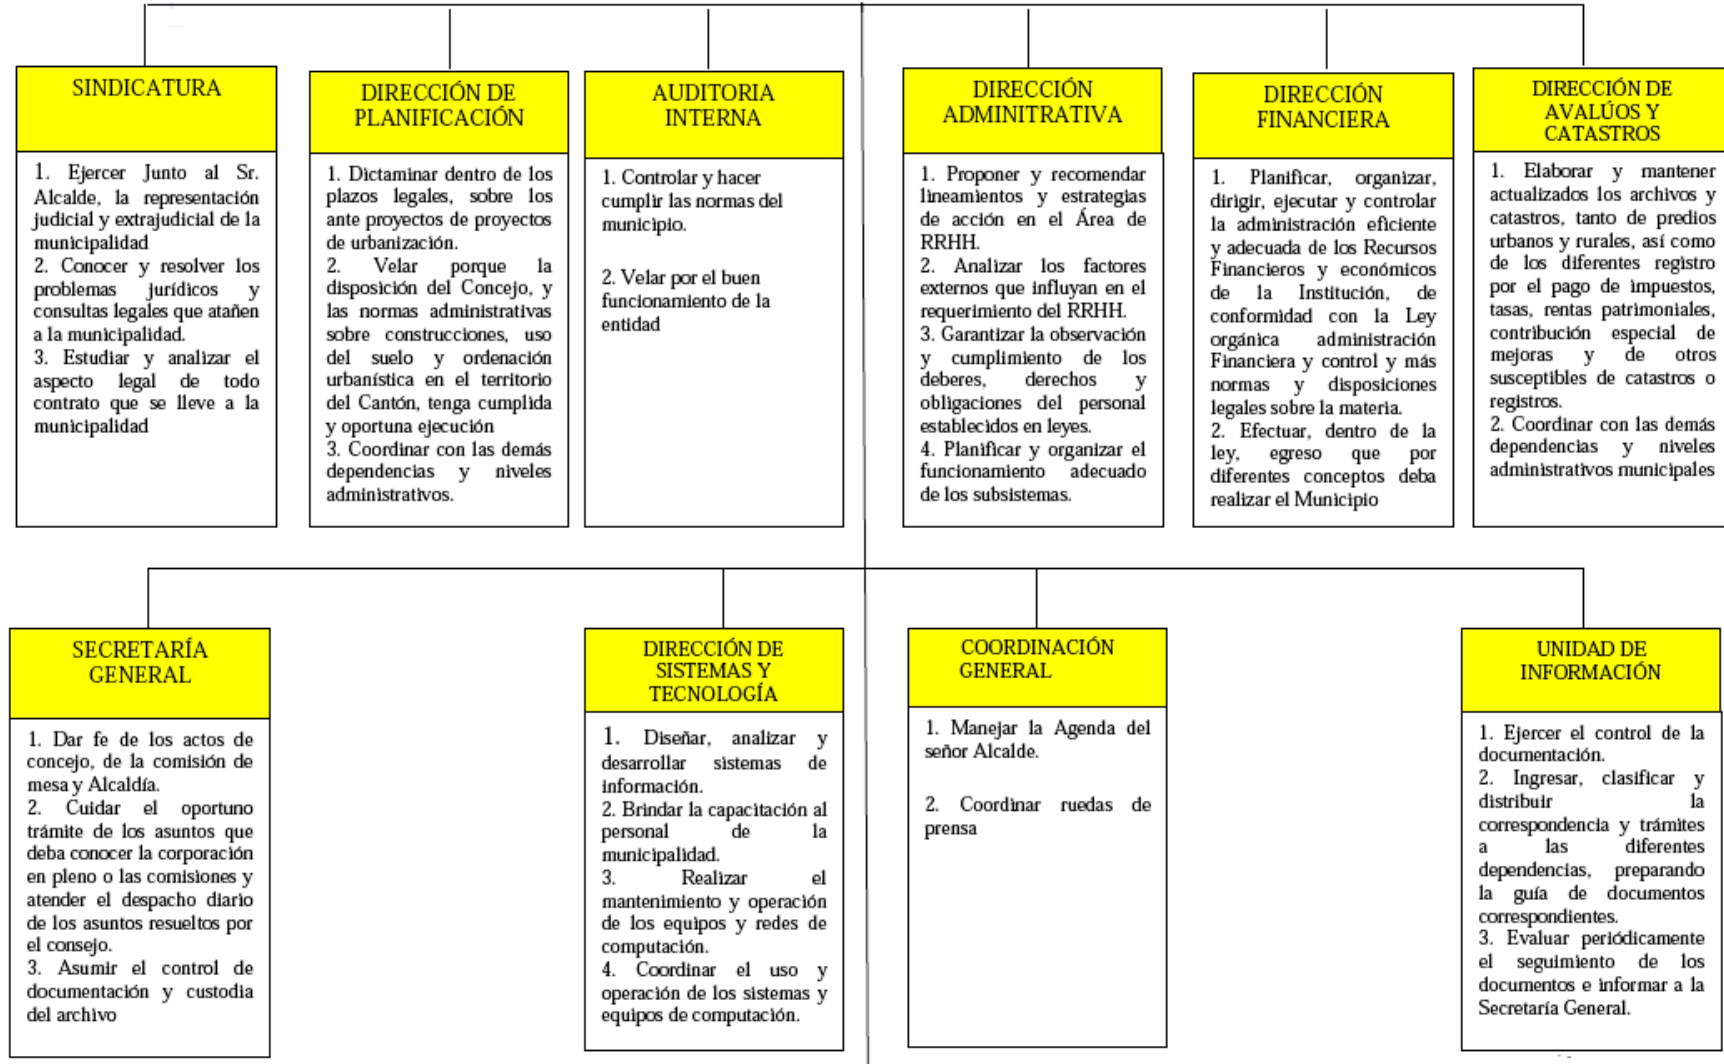 SINDICATURA
1. Ejercer Junto al Sr.
Alcalde, la representación
judicial y extrajudicial de la
municipalidad
2. Conocer y resolver los
problemas jurídicos y
consultas legales que atañen
a la municipalidad.
3. Estudiar y analizar el
aspecto legal de todo
contrato que se lleve a la
municipalidad
DIRECCIÓN DE
PLANIFICACIÓN
1. Dictaminar dentro de los
plazos legales, sobre los
ante proyectos de proyectos
de urbanización.
2. Velar porque la
disposición del Concejo, y
las normas administrativas
sobre construcciones, uso
del suelo y ordenación
urbanística en el territorio
del Cantón, tenga cumplida
y oportuna ejecución
3. Coordinar con las demás
dependencias y niveles
administrativos.
AUDITORIA
INTERNA
1. Controlar y hacer
cumplir las normas del
municipio.
2. Velar por el buen
funcionamiento de la
entidad
DIRECCIÓN
ADMINITRATIVA
1. Proponer y recomendar
lineamientos y estrategias
de acción en el Área de
RRHH.
2. Analizar los factores
externos que influyan en el
requerimiento del RRHH.
3. Garantizar la observación
y cumplimiento de los
deberes, derechos y
obligaciones del personal
establecidos en leyes.
4. Planificar y organizar el
funcionamiento adecuado
de los subsistemas.
DIRECCIÓN
FINANCIERA
1. Planificar, organizar,
dirigir, ejecutar y controlar
la administración eficiente
y adecuada de los Recursos
Financieros y económicos
de la Institución, de
conformidad con la Ley
orgánica administración
Financiera y control y más
normas y disposiciones
legales sobre la materia.
2. Efectuar, dentro de la
ley, egreso que por
diferentes conceptos deba
realizar el Municipio
DIRECCIÓN DE
AVALÚOS Y
CATASTROS
1. Elaborar y mantener
actualizados los archivos y
catastros, tanto de predios
urbanos y rurales, así como
de los diferentes registro
por el pago de impuestos,
tasas, rentas patrimoniales,
contribución especial de
mejoras y de otros
susceptibles de catastros o
registros.
2. Coordinar con las demás
dependencias y niveles
administrativos municipales
SECRETARÍA
GENERAL
1. Dar fe de los actos de
concejo, de la comisión de
mesa y Alcaldía.
2. Cuidar el oportuno
trámite de los asuntos que
deba conocer la corporación
en pleno o las comisiones y
atender el despacho diario
de los asuntos resueltos por
el consejo.
3. Asumir el control de
documentación y custodia
del archivo
DIRECCIÓN DE
SISTEMAS Y
TECNOLOGÍA
1. Diseñar, analizar y
desarrollar sistemas de
información.
2. Brindar la capacitación al
personal de la
municipalidad.
3. Realizar el
mantenimiento y operación
de los equipos y redes de
computación.
4. Coordinar el uso y
operación de los sistemas y
equipos de computación.
COORDINACIÓN
GENERAL
1. Manejar la Agenda del
señor Alcalde.
2. Coordinar ruedas de
prensa
UNIDAD DE
INFORMACIÓN
1. Ejercer el control de la
documentación.
2. Ingresar, clasificar y
distribuir la
correspondencia y trámites
a las diferentes
dependencias, preparando
la guía de documentos
correspondientes.
3. Evaluar periódicamente
el seguimiento de los
documentos e informar a la
Secretaría General.